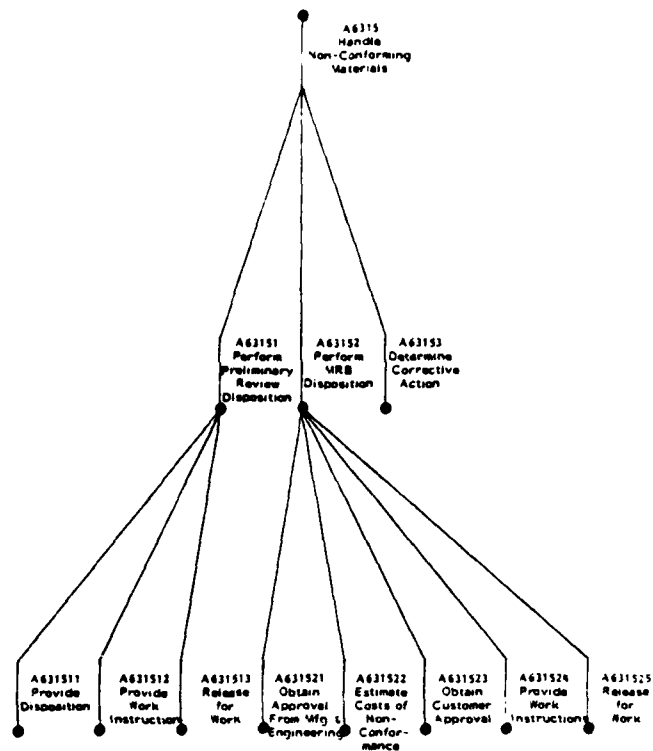 A6315
Handle
Non-Conforming
Materials
A63151
Perform
Preliminary
Review
Disposition
A63152
Perform
MRB
Disposition
A63153
Determine
Corrective
Action
A631511
Provide
Disposition
A631512
Provide
Work
Instruction
A631513
Release
for
Work
A631521
Obtain
Approval
From Mfg &
Engineering
A631522
Estimate
Costs of
Non-
Confor-
mance
A631523
Obtain
Customer
Approval
A631524
Provide
Work
Instructions
A631525
Release
for
Work